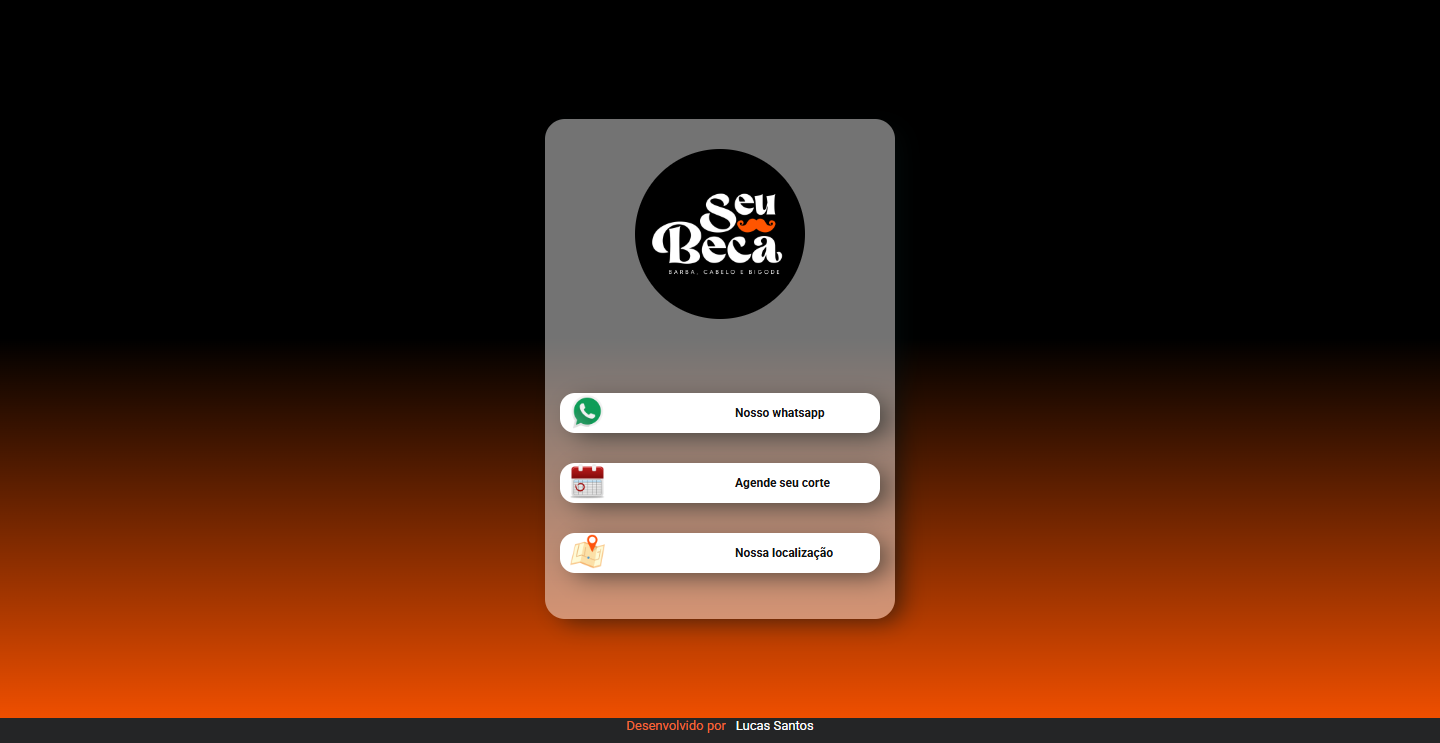 Seu
Beca
BARBA, CABELO E BIGODE
Nosso whatsapp
Agende seu corte
Nossa localização
Desenvolvido por Lucas Santos